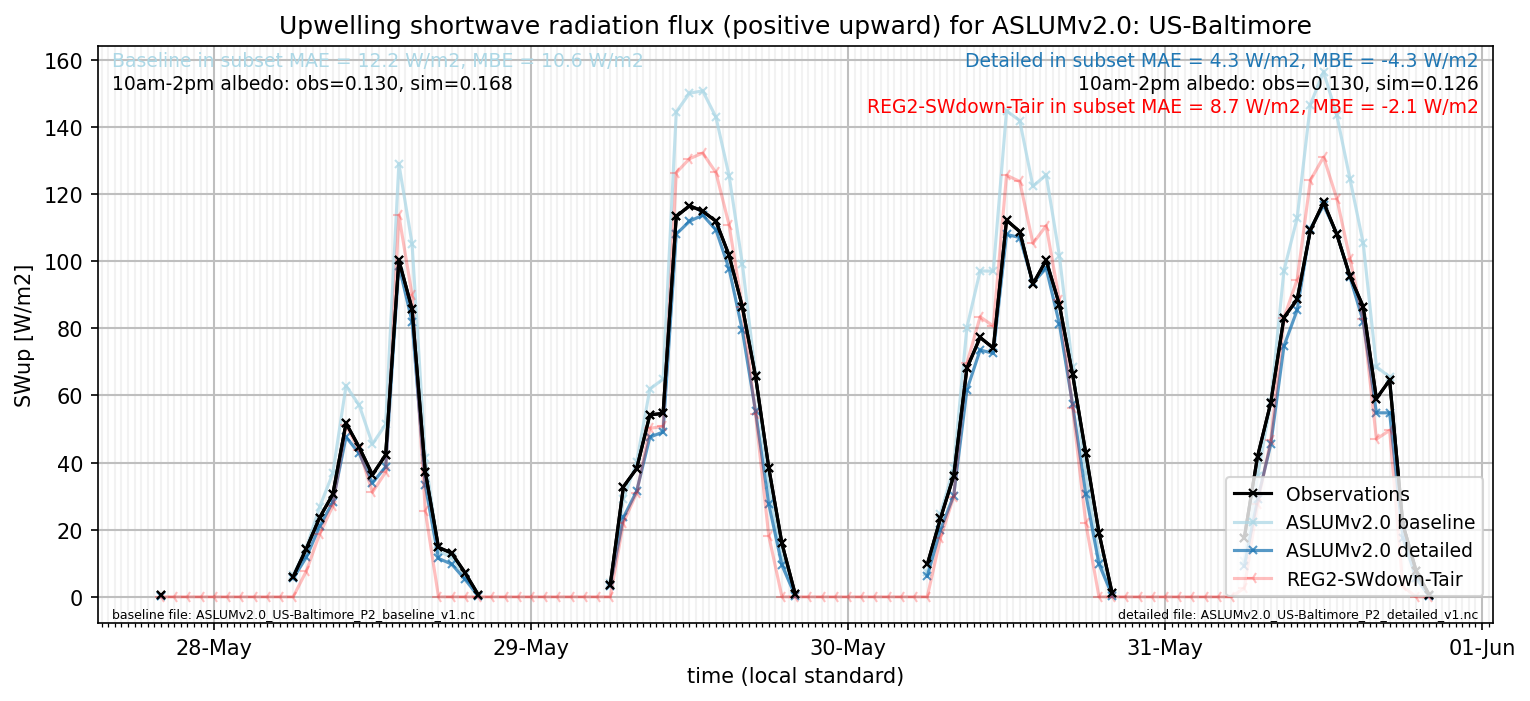 Upwelling shortwave radiation flux (positive upward) for ASLUMv2.0: US-Baltimore
Baseline in subset MAE = 12.2 W/m2, MBE = 10.6 W/m2
10am-2pm albedo: obs=0.130, sim=0.168
Detailed in subset MAE = 4.3 W/m2, MBE = -4.3 W/m2
10am-2pm albedo: obs=0.130, sim=0.126
REG2-SWdown-Tair in subset MAE = 8.7 W/m2, MBE = -2.1 W/m2
160
140
120
100
80
60
40
20
0
SWup [W/m2]
Observations
ASLUMv2.0 baseline
ASLUMv2.0 detailed
REG2-SWdown-Tair
baseline file: ASLUMv2.0_US-Baltimore_P2_baseline_v1.nc
detailed file: ASLUMv2.0_US-Baltimore_P2_detailed_v1.nc
28-May
29-May
30-May
31-May
01-Jun
time (local standard)